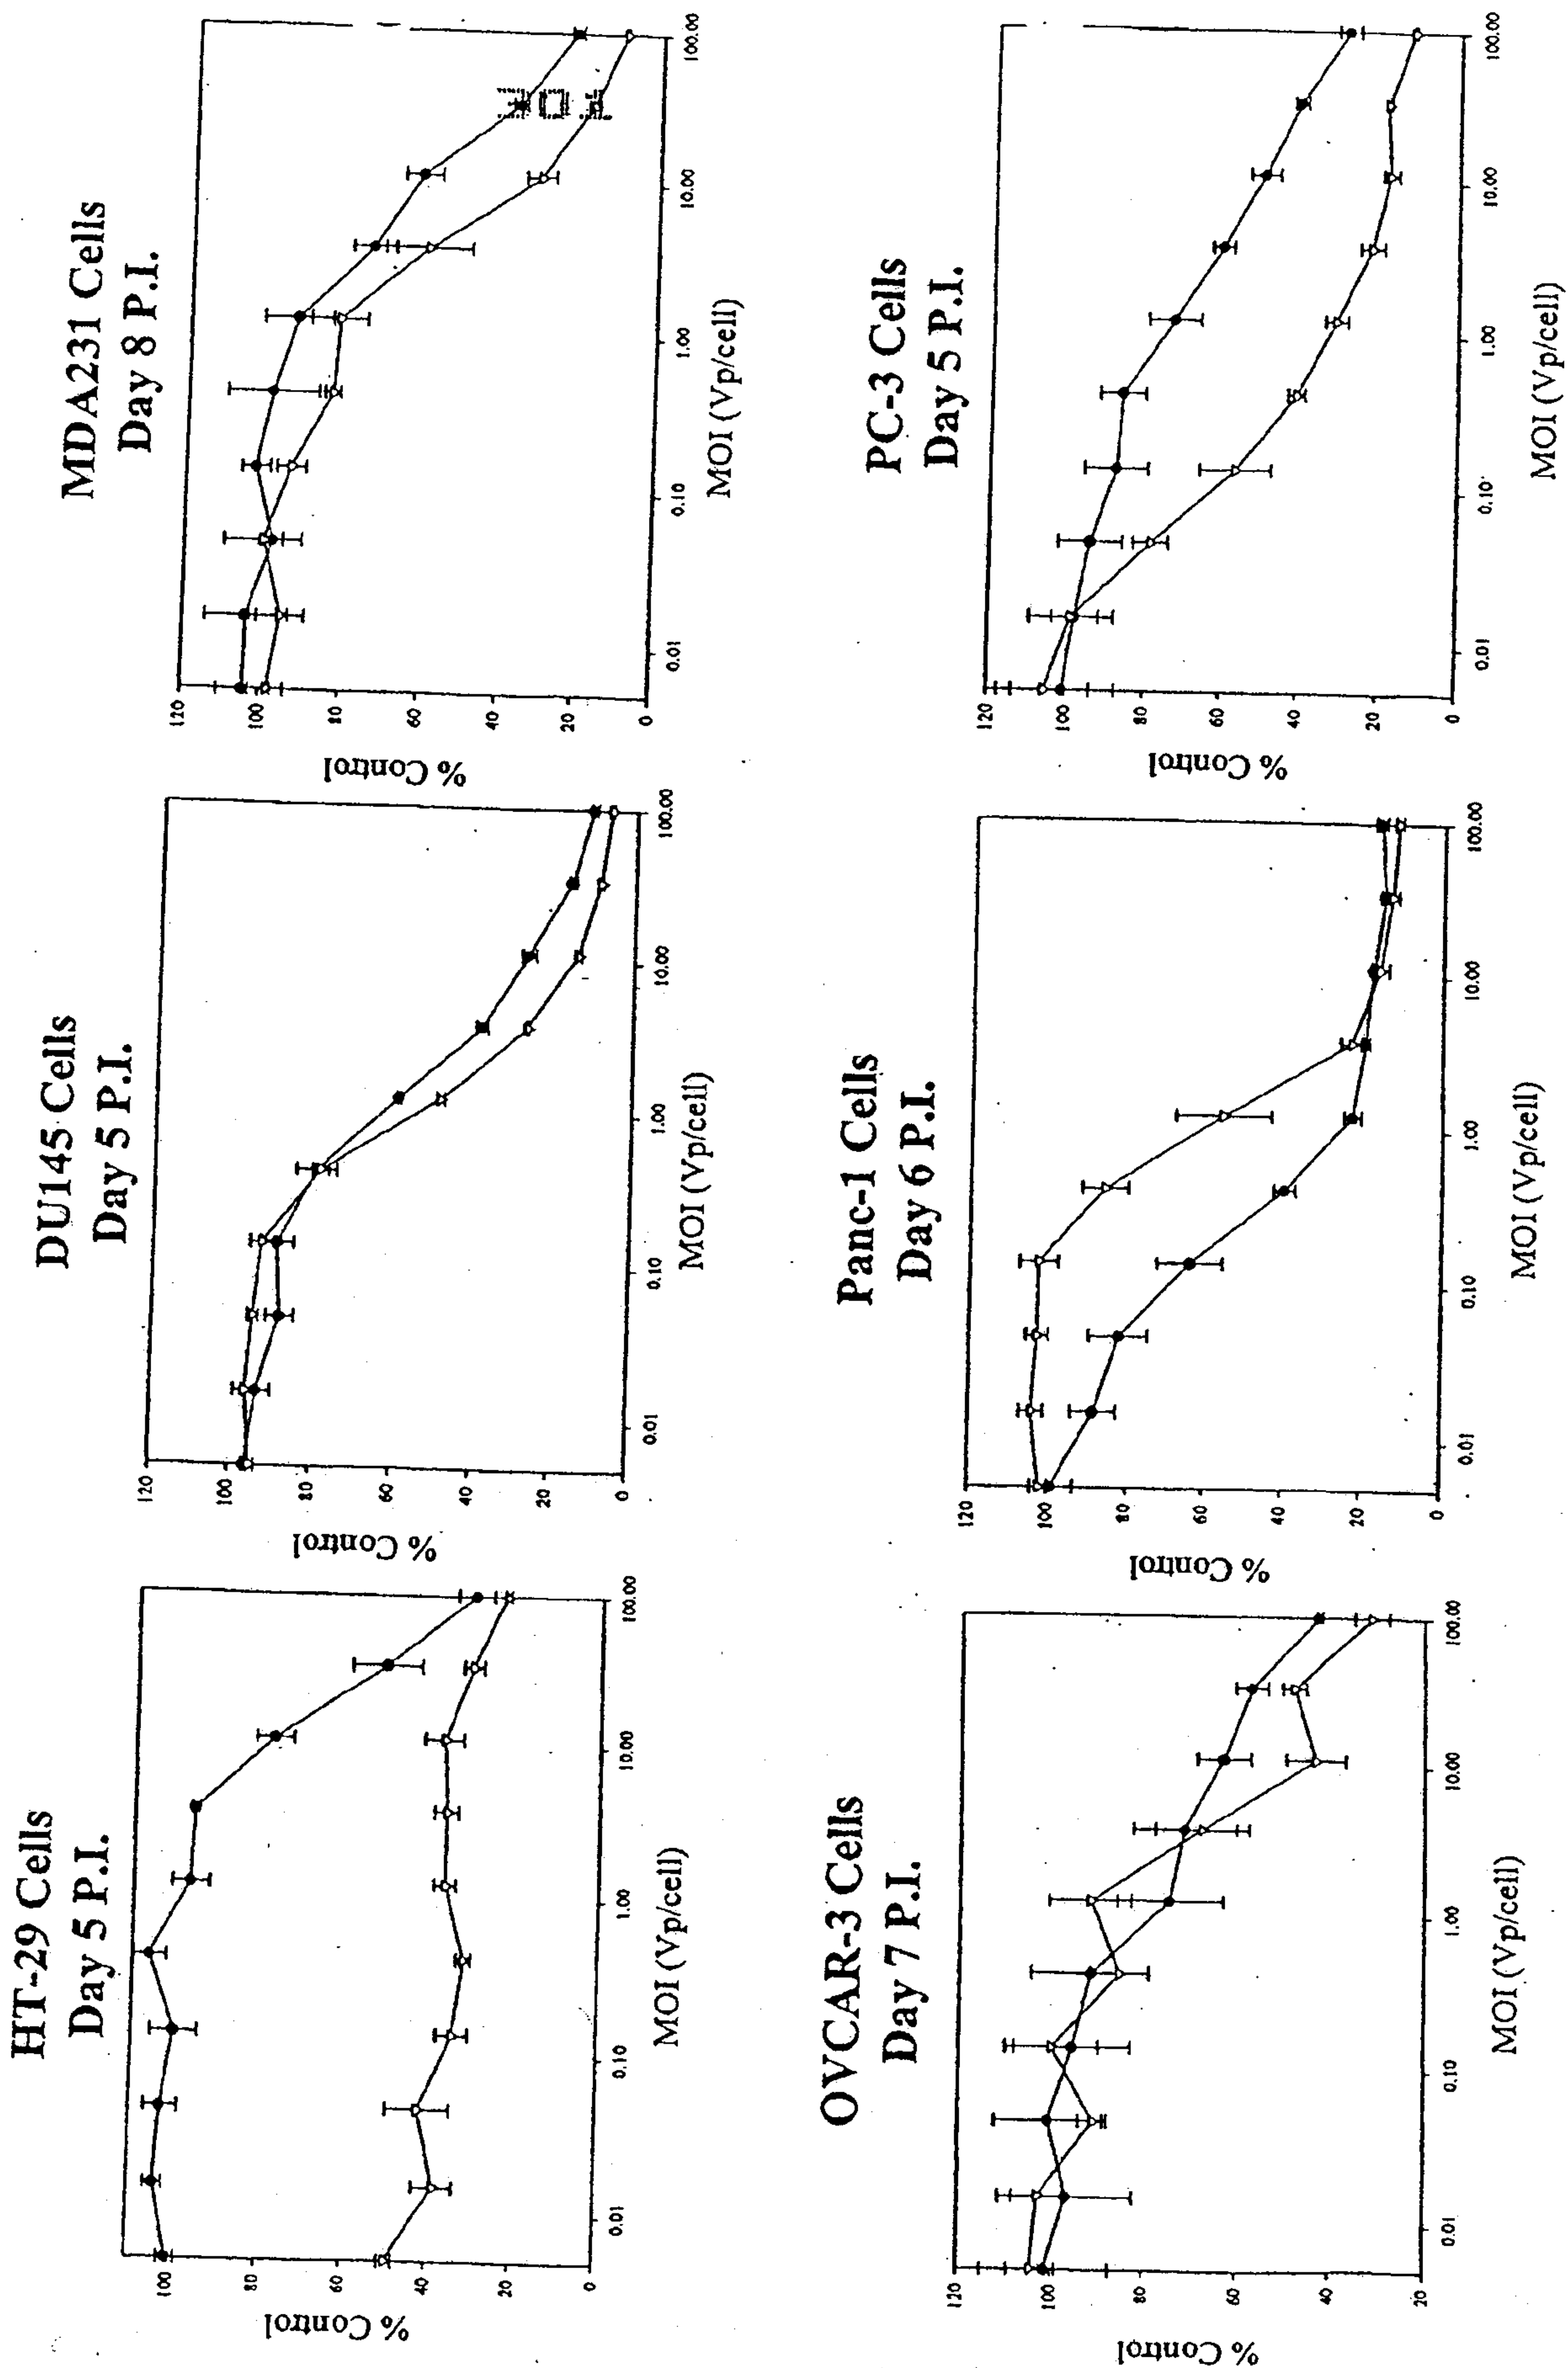 HT-29 Cells
Day 5 P.I.
% Control
100
80
60
40
20
0
0.01
0.10
1.00
10.00
100.00
MOI (Vp/cell)
DU145 Cells
Day 5 P.I.
% Control
120
100
80
60
40
20
0
0.01
0.10
1.00
10.00
100.00
MOI (Vp/cell)
MDA231 Cells
Day 8 P.I.
% Control
120
100
80
60
40
20
0
0.01
0.10
1.00
10.00
100.00
MOI (Vp/cell)
OVCAR-3 Cells
Day 7 P.I.
% Control
120
100
80
60
40
20
0.01
0.10
1.00
10.00
100.00
MOI (Vp/cell)
Panc-1 Cells
Day 6 P.I.
% Control
120
100
80
60
40
20
0
0.01
0.10
1.00
10.00
100.00
MOI (Vp/cell)
PC-3 Cells
Day 5 P.I.
% Control
120
100
80
60
40
20
0
0.01
0.10
1.00
10.00
100.00
MOI (Vp/cell)